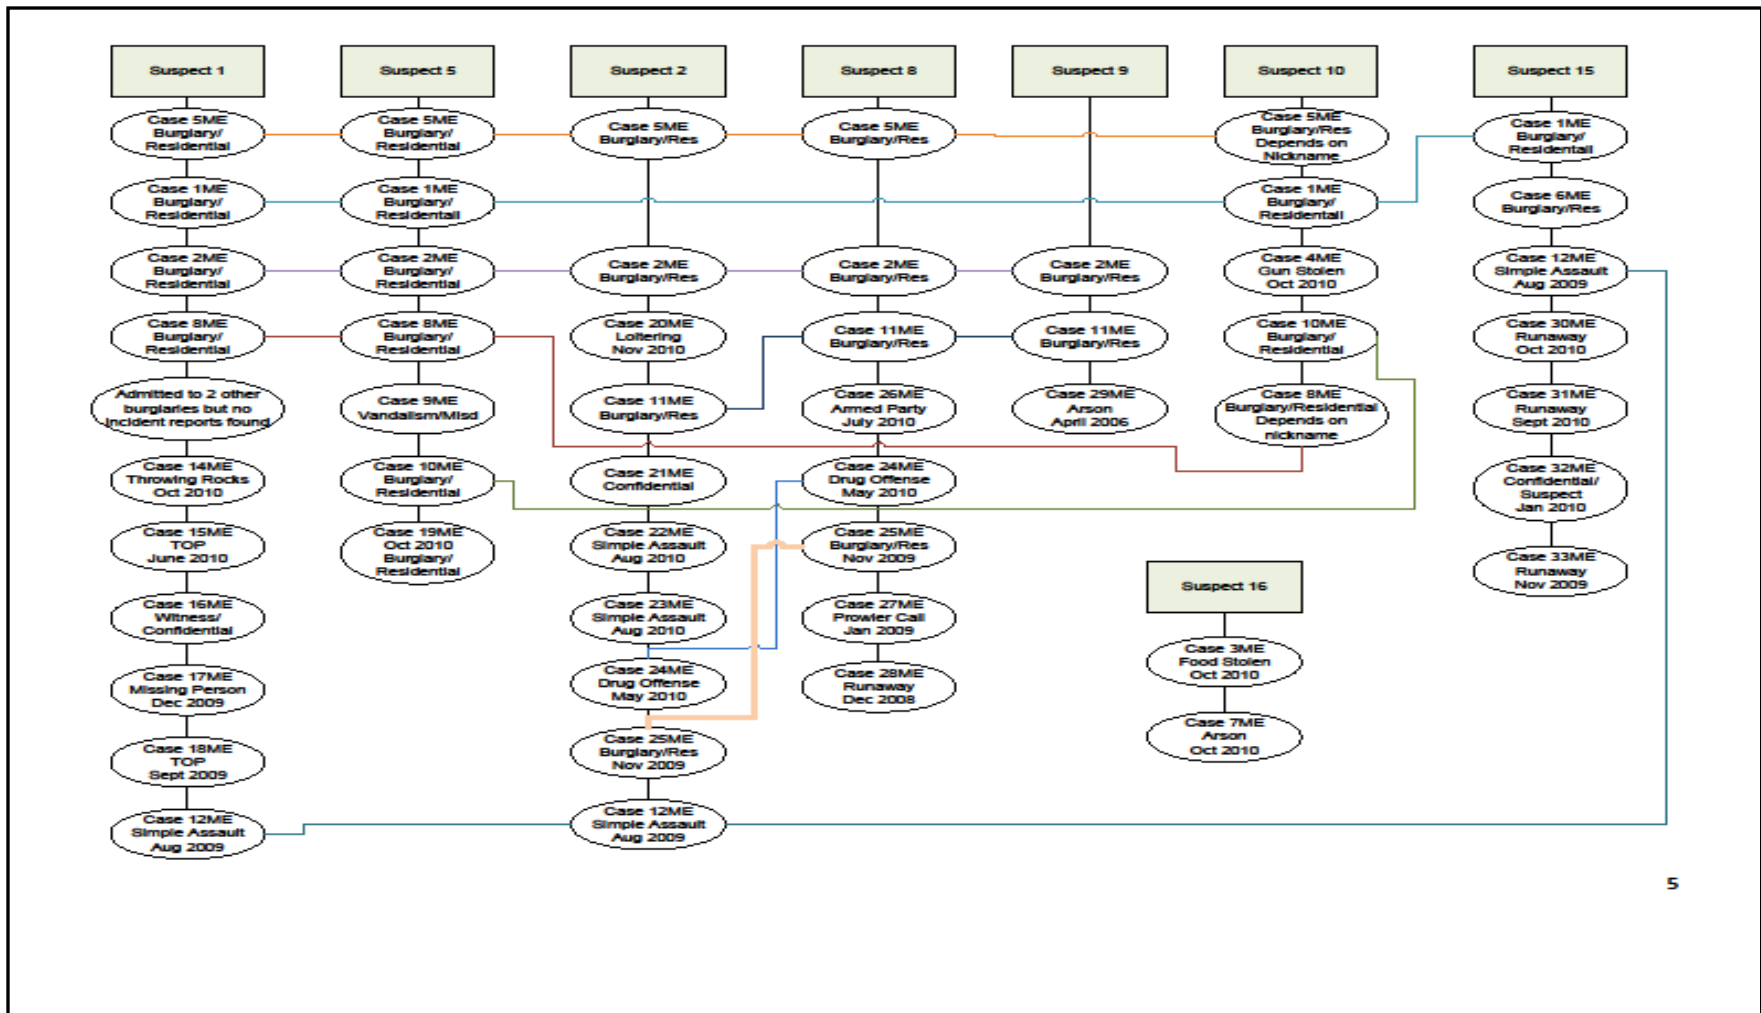 Suspect 1
Case 5ME
Burglary/
Residential
Case 1ME
Burglary/
Residential
Case 2ME
Burglary/
Residential
Case 8ME
Burglary/
Residential
Admitted to 2 other
burglaries but no
incident reports found
Case 14ME
Throwing Rocks
Oct 2010
Case 15ME
TOP
June 2010
Case 16ME
Witness/
Confidential
Case 17ME
Missing Person
Dec 2009
Case 18ME
TOP
Sept 2009
Case 12ME
Simple Assault
Aug 2009
Suspect 5
Case 5ME
Burglary/
Residential
Case 1ME
Burglary/
Residentail
Case 2ME
Burglary/
Residential
Case 8ME
Burglary/
Residential
Case 9ME
Vandalism/Misd
Case 10ME
Burglary/
Residential
Case 19ME
Oct 2010
Burglary/
Residential
Suspect 2
Case 5ME
Burglary/Res
Case 2ME
Burglary/Res
Case 20ME
Loitering
Nov 2010
Case 11ME
Burglary/Res
Case 21ME
Confidential
Case 22ME
Simple Assault
Aug 2010
Case 23ME
Simple Assault
Aug 2010
Case 24ME
Drug Offense
May 2010
Case 25ME
Burglary/Res
Nov 2009
Case 12ME
Simple Assault
Aug 2009
Suspect 8
Case 5ME
Burglary/Res
Case 2ME
Burglary/Res
Case 11ME
Burglary/Res
Case 26ME
Armed Party
July 2010
Case 24ME
Drug Offense
May 2010
Case 25ME
Burglary/Res
Nov 2009
Case 27ME
Prowler Call
Jan 2009
Case 28ME
Runaway
Dec 2008
Suspect 9
Case 2ME
Burglary/Res
Case 11ME
Burglary/Res
Case 29ME
Arson
April 2006
Suspect 10
Case 5ME
Burglary/Res
Depends on
Nickname
Case 1ME
Burglary/
Residentail
Case 4ME
Gun Stolen
Oct 2010
Case 10ME
Burglary/
Residential
Case 8ME
Burglary/Residential
Depends on
nickname
Suspect 16
Case 3ME
Food Stolen
Oct 2010
Case 7ME
Arson
Oct 2010
Suspect 15
Case 1ME
Burglary/
Residentail
Case 6ME
Burglary/Res
Case 12ME
Simple Assault
Aug 2009
Case 30ME
Runaway
Oct 2010
Case 31ME
Runaway
Sept 2010
Case 32ME
Confidential/
Suspect
Jan 2010
Case 33ME
Runaway
Nov 2009
5